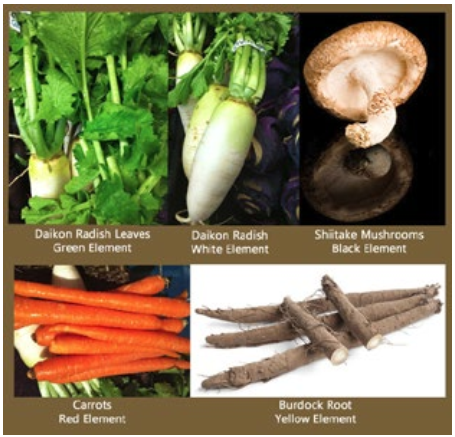 Daikon Radish Leaves
Green Element
Daikon Radish
White Element
Shiitake Mushrooms
Black Element
Carrots
Red Element
Burdock Root
Yellow Element